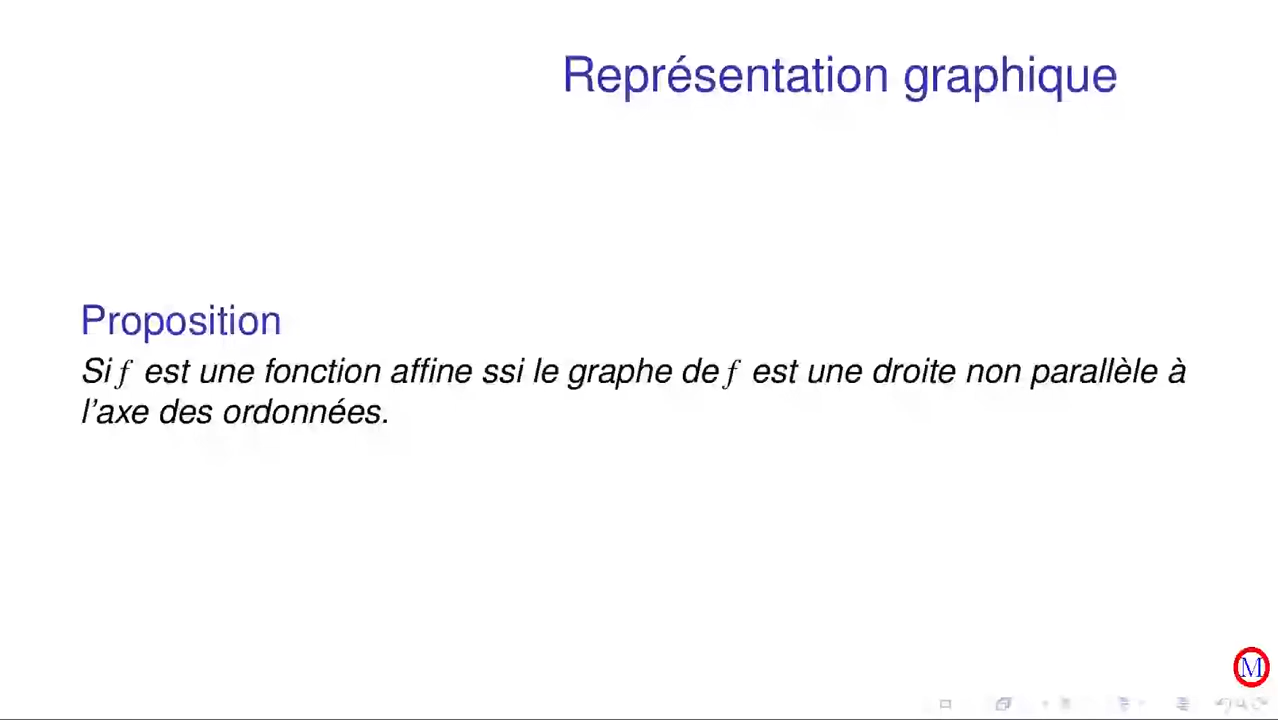 Représentation graphique
Proposition
Si f est une fonction affine ssi le graphe de f est une droite non parallèle à
l'axe des ordonnées.
M